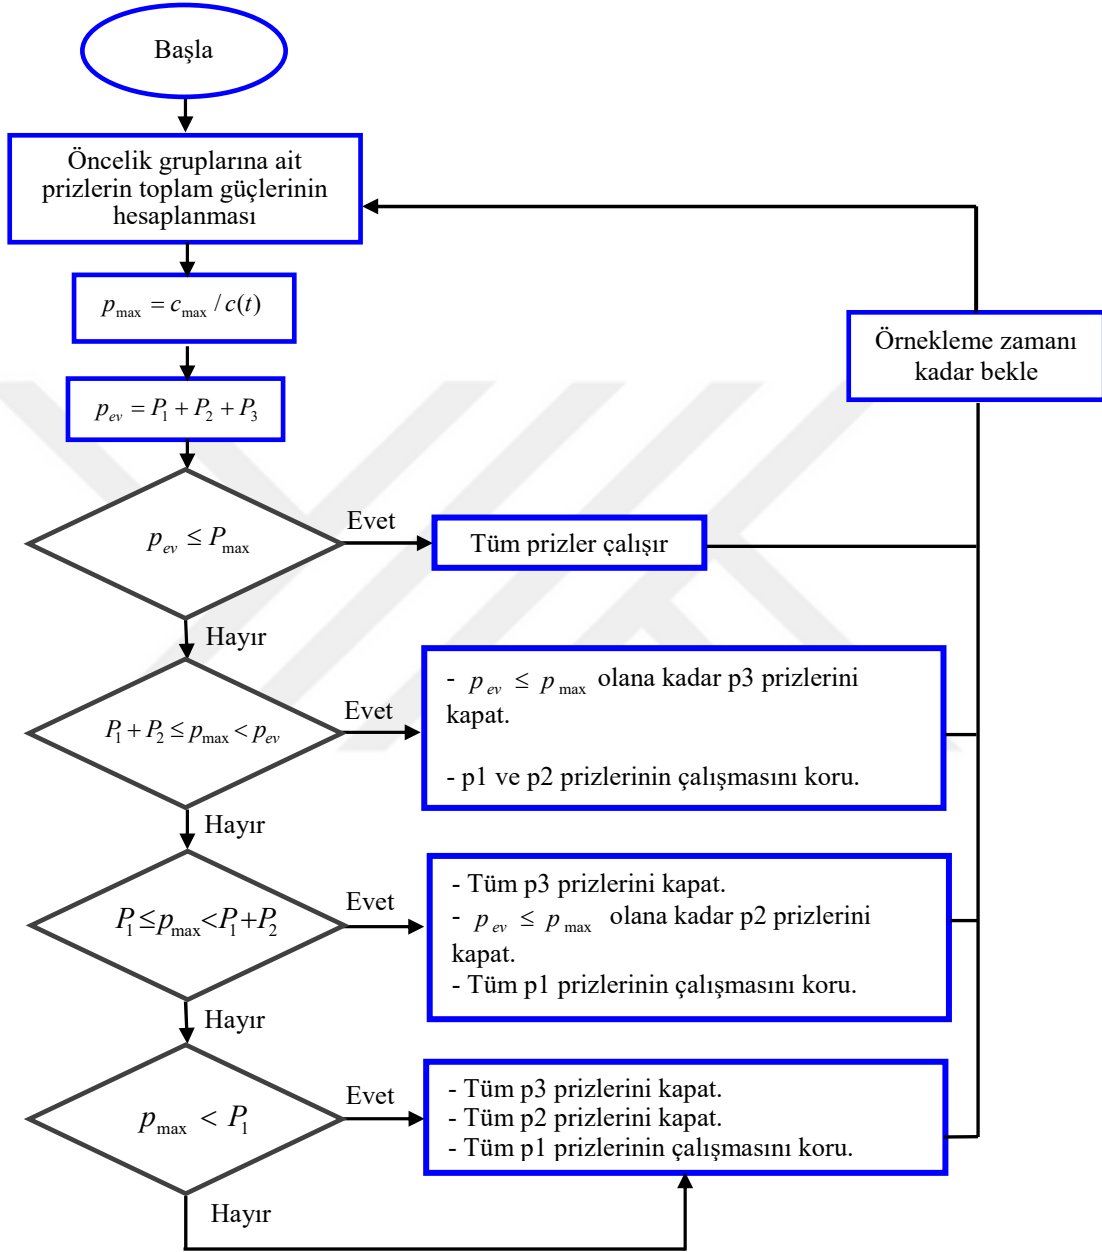 Başla
Öncelik gruplarına ait
prizlerin toplam güçlerinin
hesaplanması
p_max = c_max / c(t)
Örnekleme zamanı
kadar bekle
p_ev = P_1 + P_2 + P_3
p_ev ≤ P_max
Evet
Tüm prizler çalışır
Hayır
P_1 + P_2 ≤ p_max < p_ev
Evet
- p_ev ≤ p_max olana kadar p3 prizlerini
kapat.
- p1 ve p2 prizlerinin çalışmasını koru.
Hayır
P_1 ≤ p_max < P_1 + P_2
Evet
- Tüm p3 prizlerini kapat.
- p_ev ≤ p_max olana kadar p2 prizlerini
kapat.
- Tüm p1 prizlerinin çalışmasını koru.
Hayır
p_max < P_1
Evet
- Tüm p3 prizlerini kapat.
- Tüm p2 prizlerini kapat.
- Tüm p1 prizlerinin çalışmasını koru.
Hayır